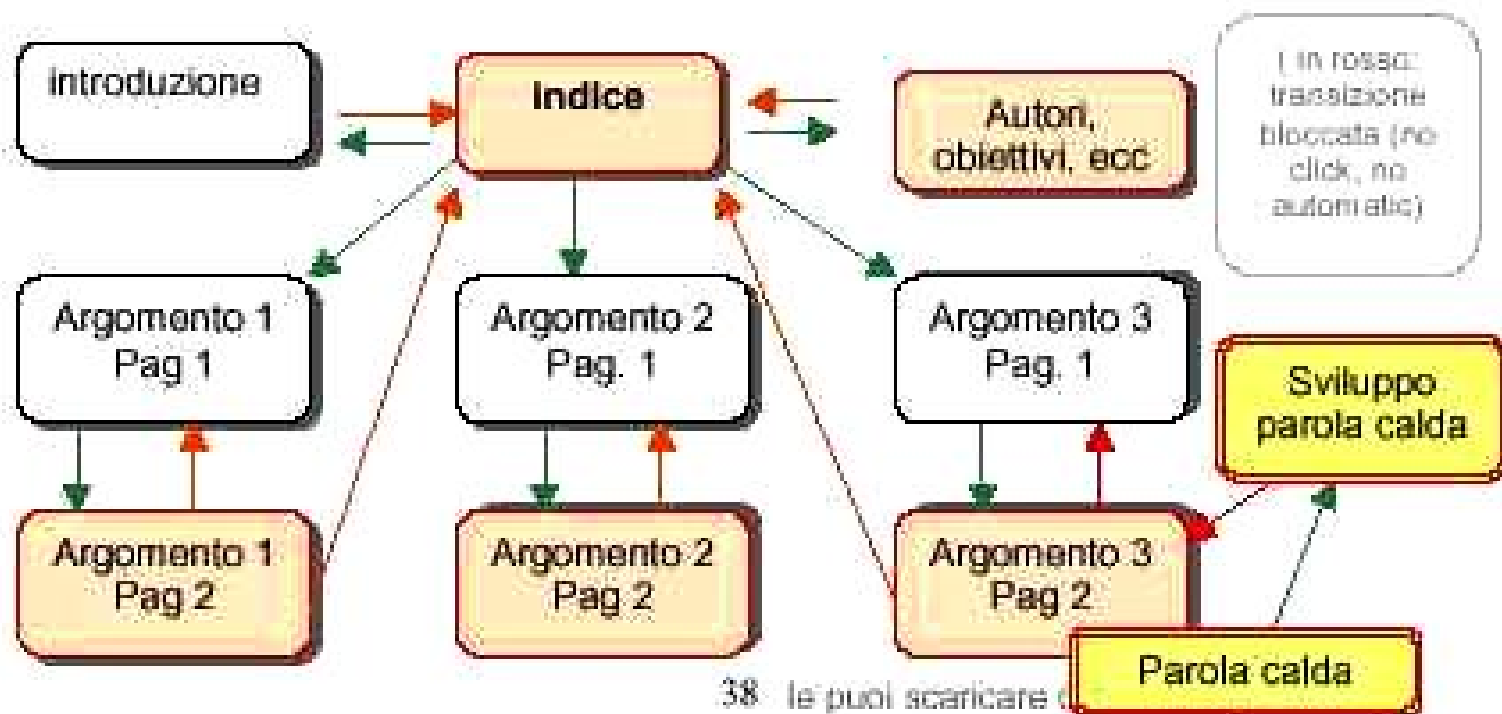 introduzione
Indice
Autori,
obiettivi, ecc
in rosso:
transizione
bloccata (no
click, no
automatic)
Argomento 1
Pag 1
Argomento 2
Pag. 1
Argomento 3
Pag. 1
Sviluppo
parola calda
Argomento 1
Pag 2
Argomento 2
Pag 2
Argomento 3
Pag 2
Parola calda
38 le puoi scaricare